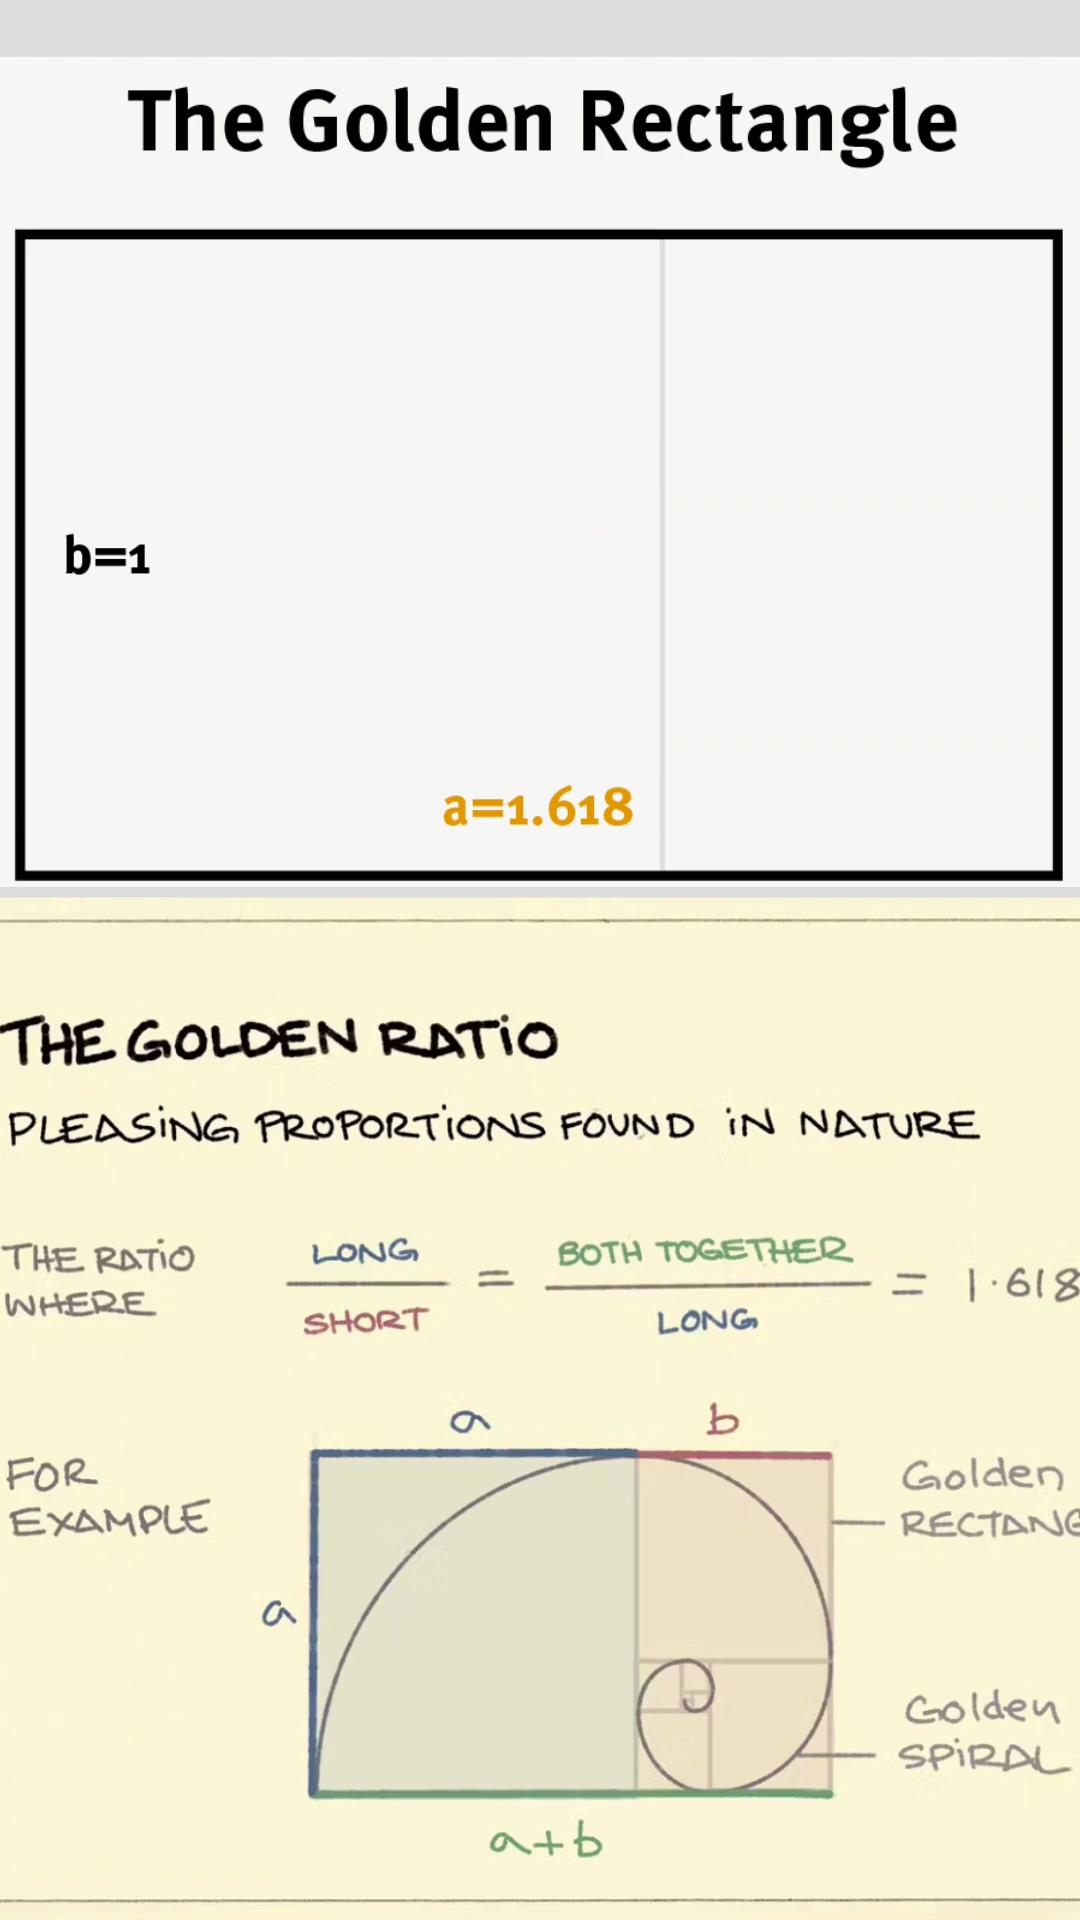 The Golden Rectangle
b=1
a=1.618
THE GOLDEN RATIO
PLEASING PROPORTIONS FOUND IN NATURE
THE RATIO
WHERE
LONG
SHORT
=
BOTH TOGETHER
LONG
= 1.618
a
b
FOR
EXAMPLE
a
Golden
RECTANG
Golden
SPIRAL
a+b